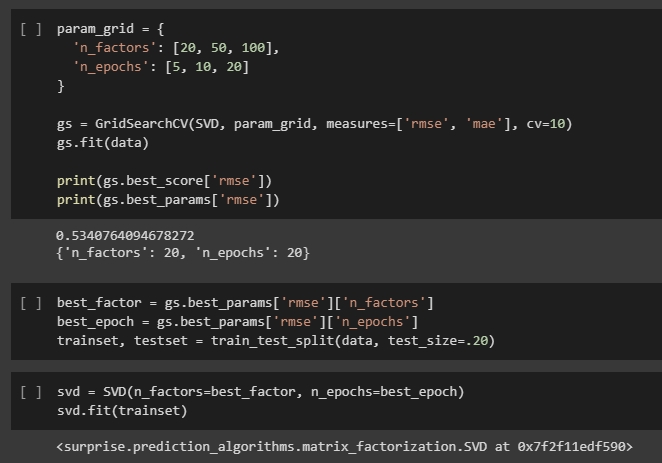 [ ] param_grid = {
'n_factors': [20, 50, 100],
'n_epochs': [5, 10, 20]
}
gs = GridSearchCV(SVD, param_grid, measures=['rmse', 'mae'], cv=10)
gs.fit(data)
print(gs.best_score['rmse'])
print(gs.best_params['rmse'])
0.5340764094678272
{'n_factors': 20, 'n_epochs': 20}
[ ] best_factor = gs.best_params['rmse']['n_factors']
best_epoch = gs.best_params['rmse']['n_epochs']
trainset, testset = train_test_split(data, test_size=.20)
[ ] svd = SVD(n_factors=best_factor, n_epochs=best_epoch)
svd.fit(trainset)
<surprise.prediction_algorithms.matrix_factorization.SVD at 0x7f2f11edf590>